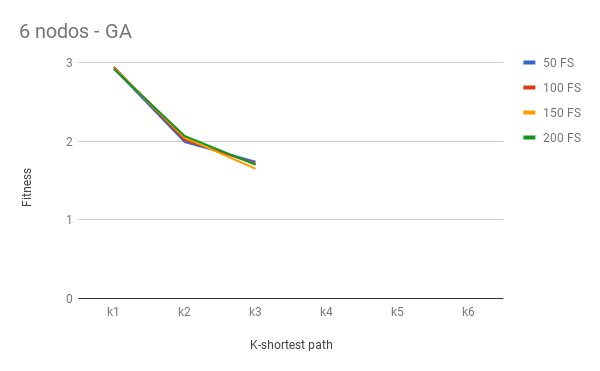 6 nodos - GA
3
2
1
0
Fitness
k1 k2 k3 k4 k5 k6
K-shortest path
50 FS
100 FS
150 FS
200 FS